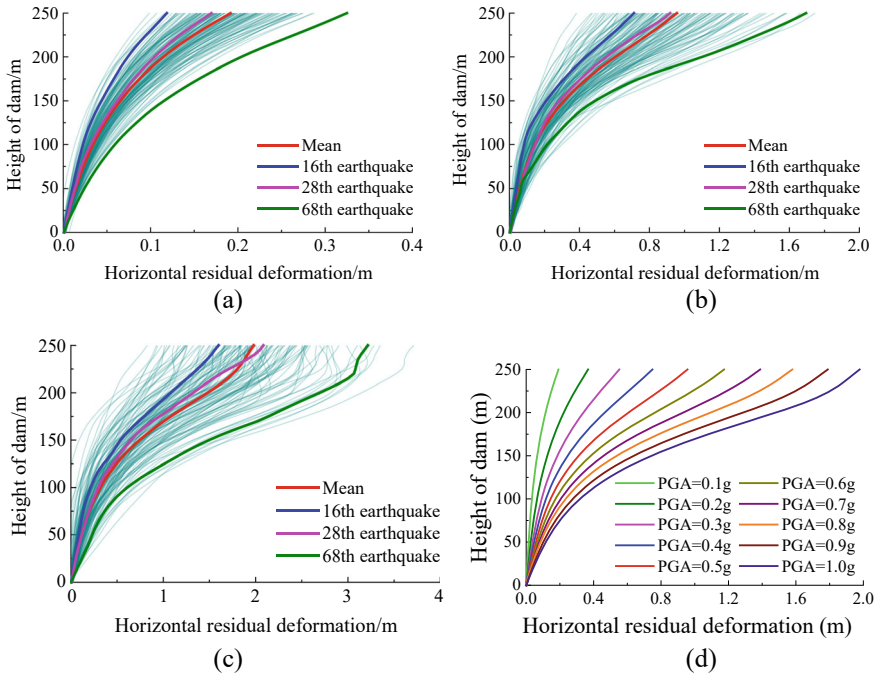 250
200
150
100
50
0
Height of dam/m
0.0
0.1
0.2
0.3
0.4
Mean
16th earthquake
28th earthquake
68th earthquake
Horizontal residual deformation/m
(a)
250
200
150
100
50
0
Height of dam/m
0.0
0.4
0.8
1.2
1.6
2.0
Mean
16th earthquake
28th earthquake
68th earthquake
Horizontal residual deformation/m
(b)
250
200
150
100
50
0
Height of dam/m
0
1
2
3
4
Mean
16th earthquake
28th earthquake
68th earthquake
Horizontal residual deformation/m
(c)
250
200
150
100
50
0
Height of dam (m)
0.0
0.4
0.8
1.2
1.6
2.0
PGA=0.1g
PGA=0.2g
PGA=0.3g
PGA=0.4g
PGA=0.5g
PGA=0.6g
PGA=0.7g
PGA=0.8g
PGA=0.9g
PGA=1.0g
Horizontal residual deformation (m)
(d)